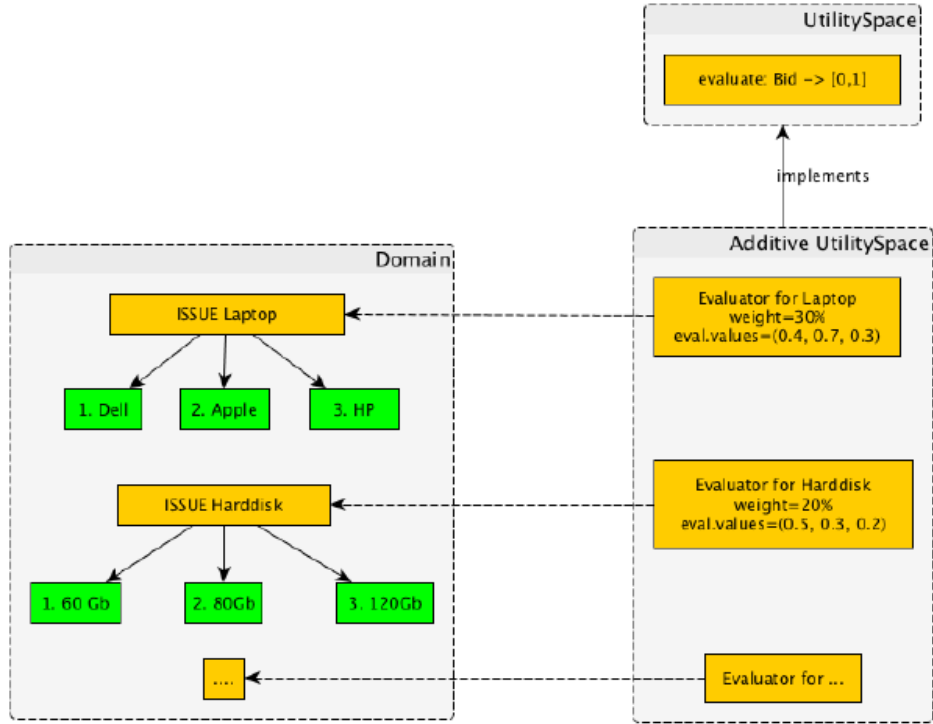 UtilitySpace
evaluate: Bid -> [0,1]
implements
Domain
ISSUE Laptop
1. Dell
2. Apple
3. HP
ISSUE Harddisk
1. 60 Gb
2. 80Gb
3. 120Gb
....
Additive UtilitySpace
Evaluator for Laptop
weight=30%
eval.values=(0.4, 0.7, 0.3)
Evaluator for Harddisk
weight=20%
eval.values=(0.5, 0.3, 0.2)
Evaluator for ...